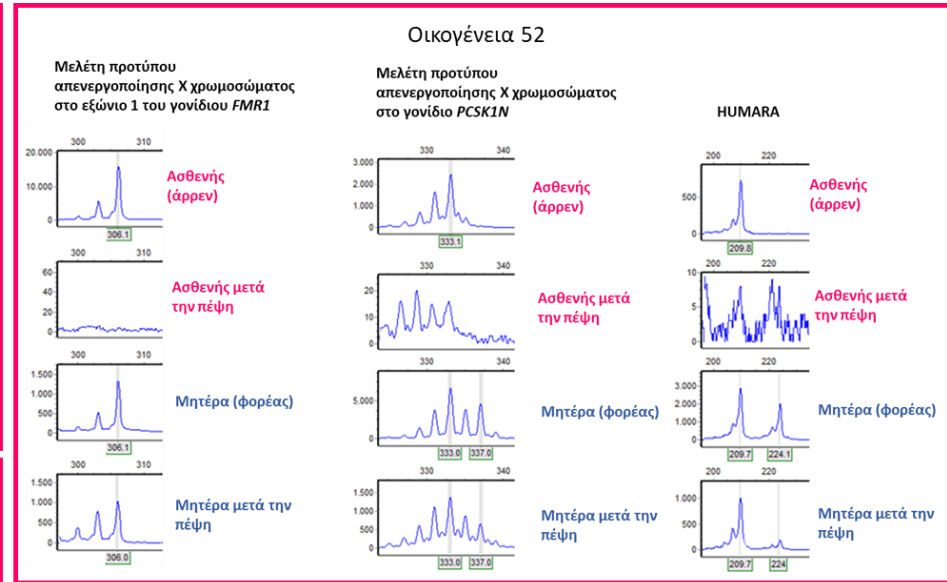 Οικογένεια 52
Μελέτη προτύπου
απενεργοποίησης Χ χρωμοσώματος
στο εξώνιο 1 του γονίδιου FMR1
300 310
20.000
10.000
0
306.1
Ασθενής
(άρρεν)
300 310
60
40
20
0
Ασθενής μετά
την πέψη
300 310
1.500
1.000
500
0
306.1
Μητέρα (φορέας)
300 310
1.500
1.000
500
0
306.0
Μητέρα μετά την
πέψη
Μελέτη προτύπου
απενεργοποίησης Χ χρωμοσώματος
στο γονίδιο PCSK1N
330 340
3.000
2.000
1.000
0
333.1
Ασθενής
(άρρεν)
330 340
20
10
0
Ασθενής μετά
την πέψη
330 340
5.000
0
333.0 337.0
Μητέρα (φορέας)
330 340
1.500
1.000
500
0
333.0 337.0
Μητέρα μετά την
πέψη
HUMARA
200 220
500
0
209.8
Ασθενής
(άρρεν)
200 220
10
5
0
Ασθενής μετά
την πέψη
200 220
3.000
2.000
1.000
0
209.7 224.1
Μητέρα (φορέας)
200 220
1.000
500
0
209.7 224
Μητέρα μετά την
πέψη